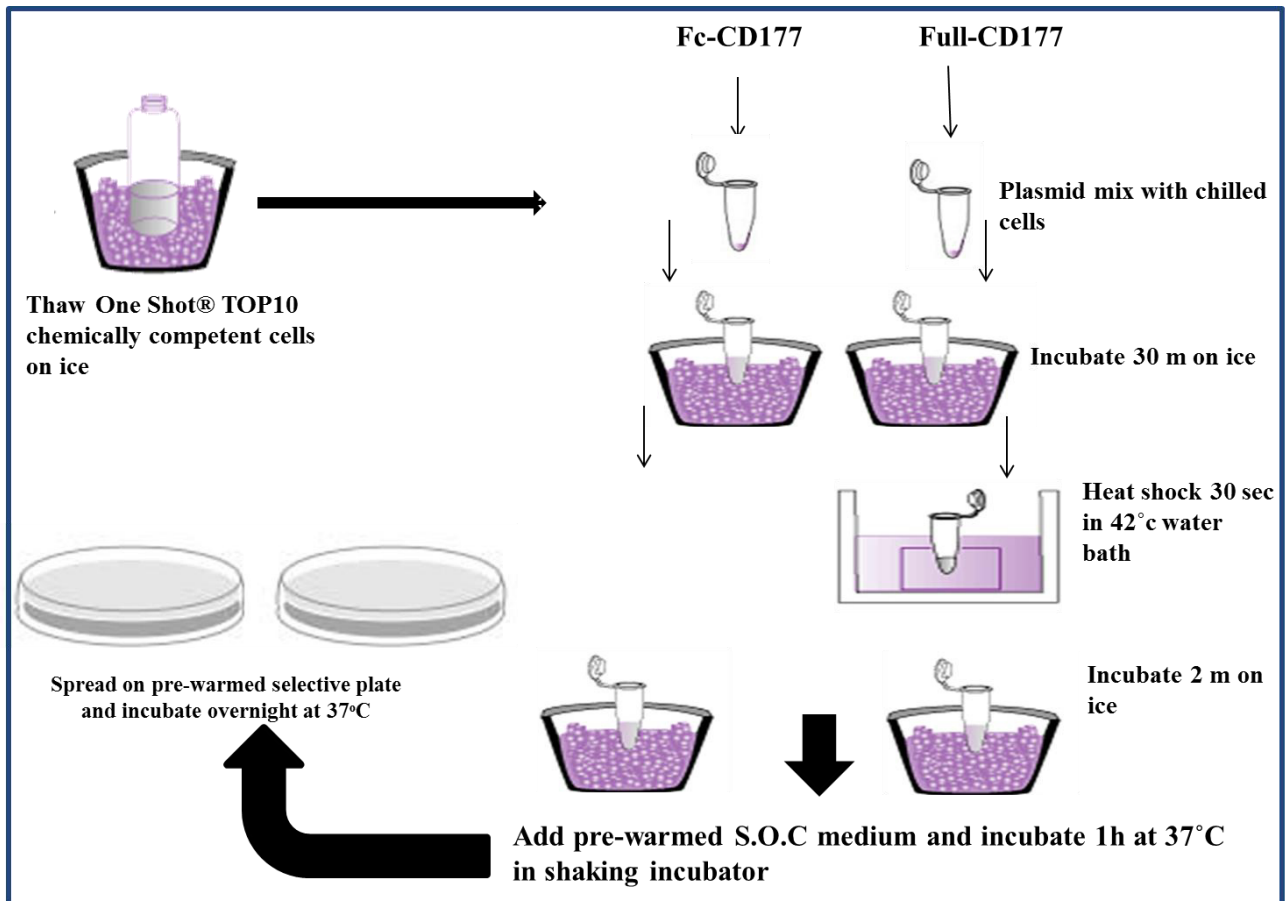 Fc-CD177
Full-CD177
Plasmid mix with chilled
cells
Thaw One Shot® TOP10
chemically competent cells
on ice
Incubate 30 m on ice
Heat shock 30 sec
in 42˚c water
bath
Incubate 2 m on
ice
Spread on pre-warmed selective plate
and incubate overnight at 37ᵒC
Add pre-warmed S.O.C medium and incubate 1h at 37˚C
in shaking incubator